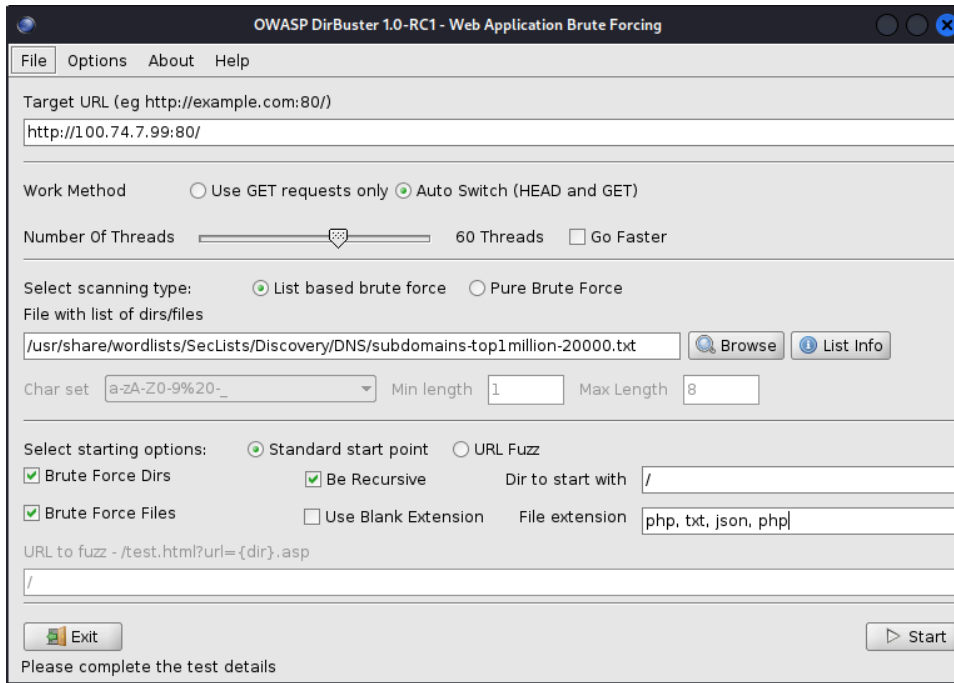 OWASP DirBuster 1.0-RC1 - Web Application Brute Forcing
File Options About Help
Target URL (eg http://example.com:80/)
http://100.74.7.99:80/
Work Method Use GET requests only Auto Switch (HEAD and GET)
Number Of Threads 60 Threads Go Faster
Select scanning type: List based brute force Pure Brute Force
File with list of dirs/files
/usr/share/wordlists/SecLists/Discovery/DNS/subdomains-top1million-20000.txt Browse List Info
Char set a-zA-Z0-9%20-_ Min length 1 Max Length 8
Select starting options: Standard start point URL Fuzz
Brute Force Dirs Be Recursive Dir to start with /
Brute Force Files Use Blank Extension File extension php, txt, json, php
URL to fuzz - /test.html?url={dir}.asp
/
Exit Start
Please complete the test details